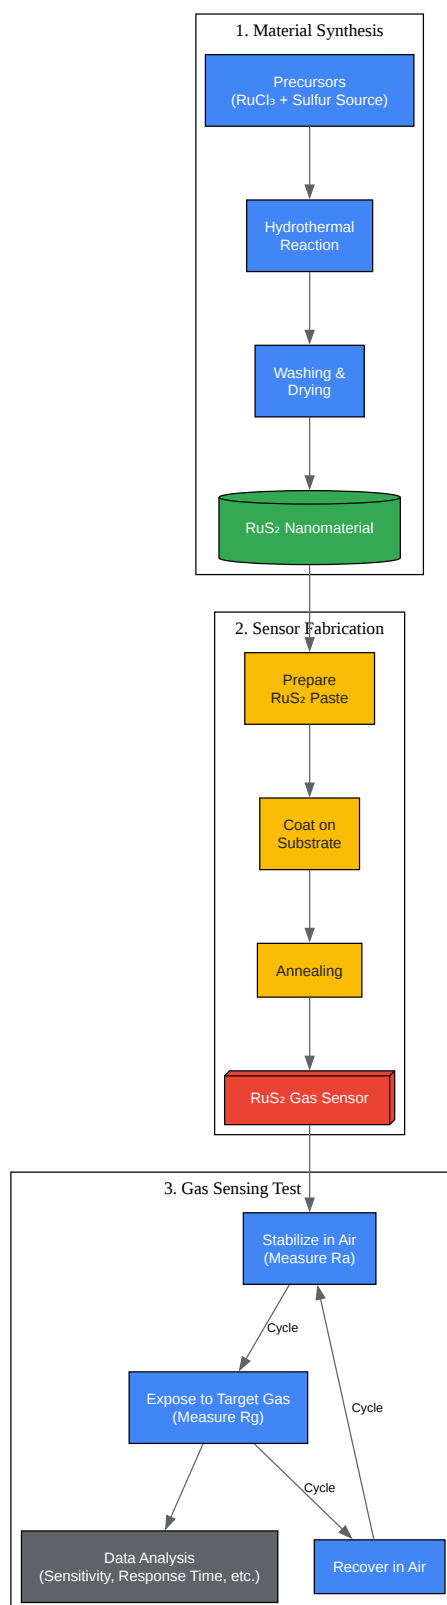 1. Material Synthesis
Precursors
(RuCl₃ + Sulfur Source)
Hydrothermal
Reaction
Washing &
Drying
RuS₂ Nanomaterial
2. Sensor Fabrication
Prepare
RuS₂ Paste
Coat on
Substrate
Annealing
RuS₂ Gas Sensor
3. Gas Sensing Test
Stabilize in Air
(Measure Ra)
Cycle
Expose to Target Gas
(Measure Rg)
Cycle
Cycle
Data Analysis
(Sensitivity, Response Time, etc.)
Recover in Air